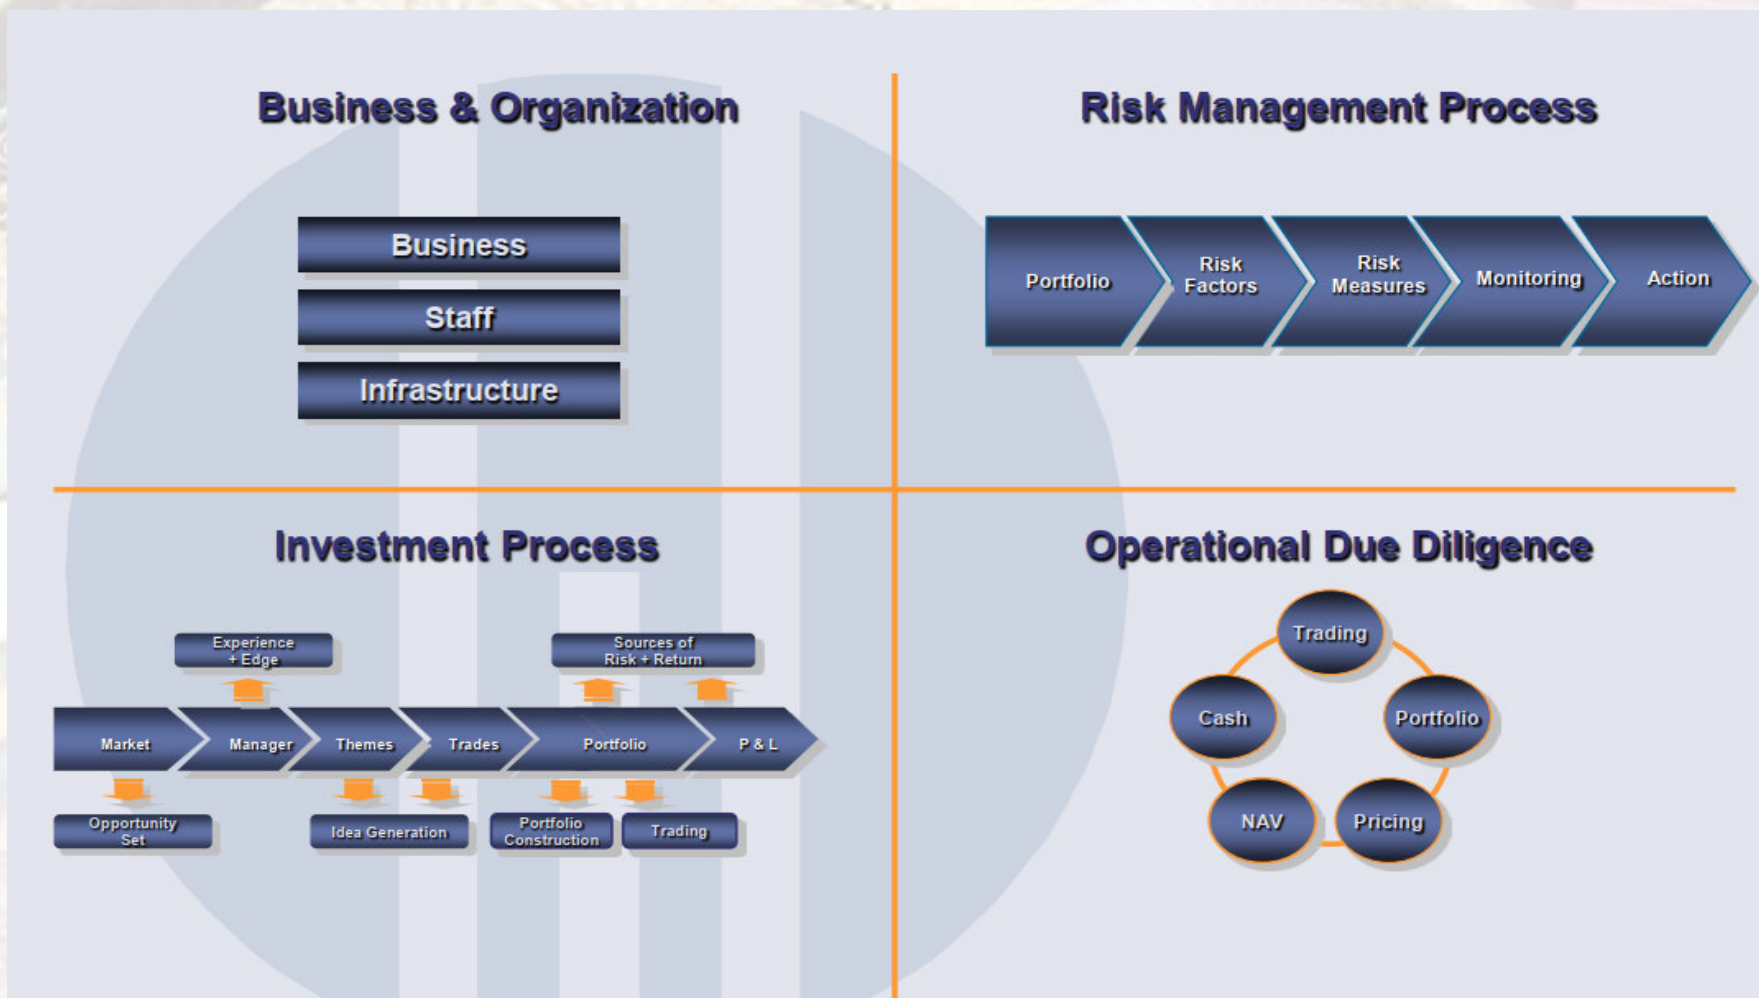 Business & Organization
Business
Staff
Infrastructure
Risk Management Process
Portfolio
Risk
Factors
Risk
Measures
Monitoring
Action
Investment Process
Experience
+ Edge
Sources of
Risk + Return
Market
Manager
Themes
Trades
Portfolio
P & L
Opportunity
Set
Idea Generation
Portfolio
Construction
Trading
Operational Due Diligence
Trading
Cash
Portfolio
NAV
Pricing